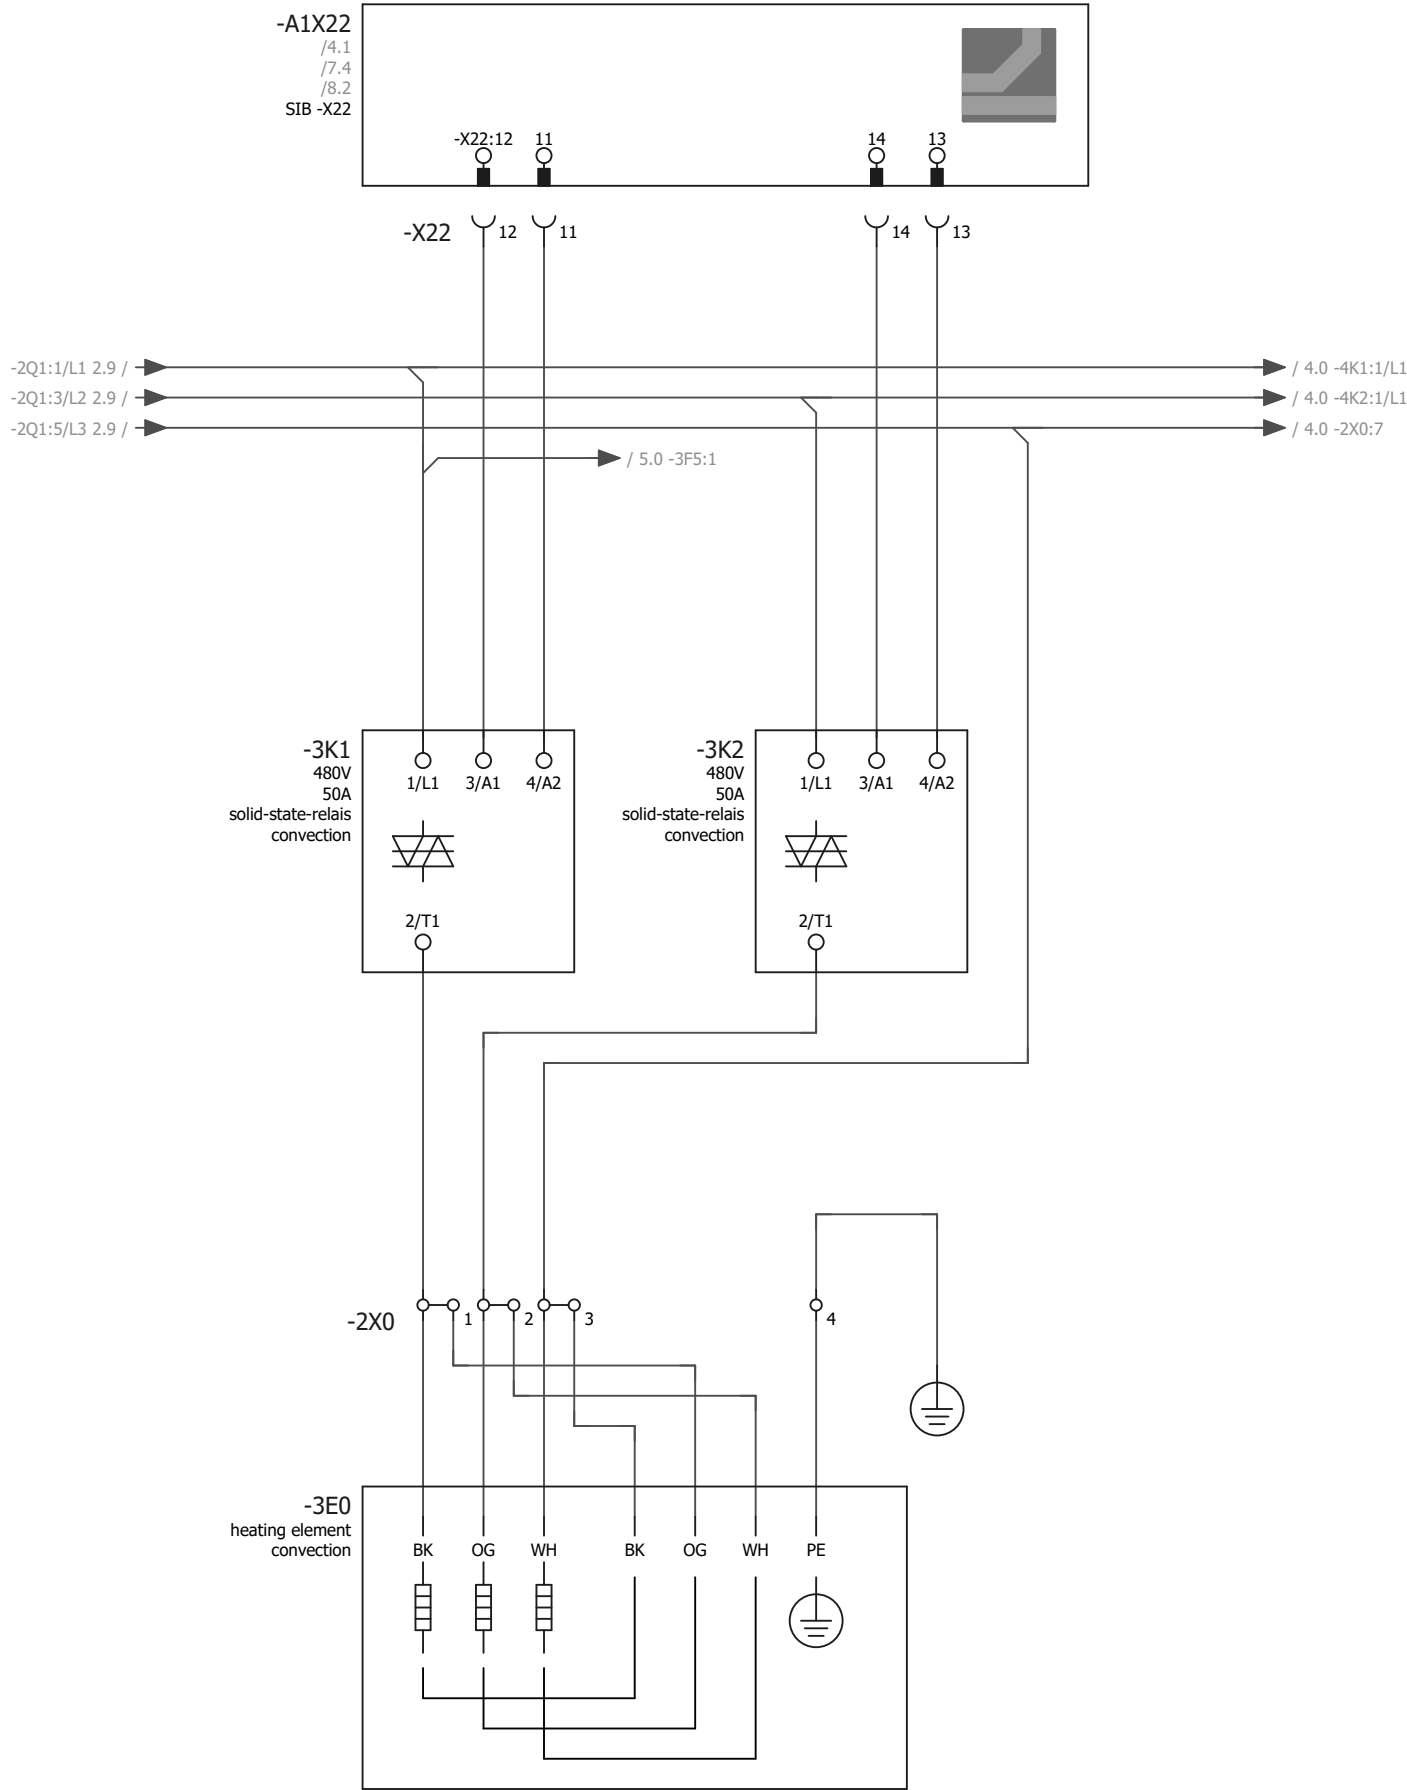 -A1X22
/4.1
/7.4
/8.2
SIB -X22
-X22:12 11 14 13
-X22 12 11 14 13
-2Q1:1/L1 2.9 / / 4.0 -4K1:1/L1
-2Q1:3/L2 2.9 / / 4.0 -4K2:1/L1
-2Q1:5/L3 2.9 / / 4.0 -2X0:7
/ 5.0 -3F5:1
-3K1
480V
50A
solid-state-relais
convection
1/L1 3/A1 4/A2
2/T1
-3K2
480V
50A
solid-state-relais
convection
1/L1 3/A1 4/A2
2/T1
-2X0 1 2 3 4
-3E0
heating element
convection
BK OG WH BK OG WH PE